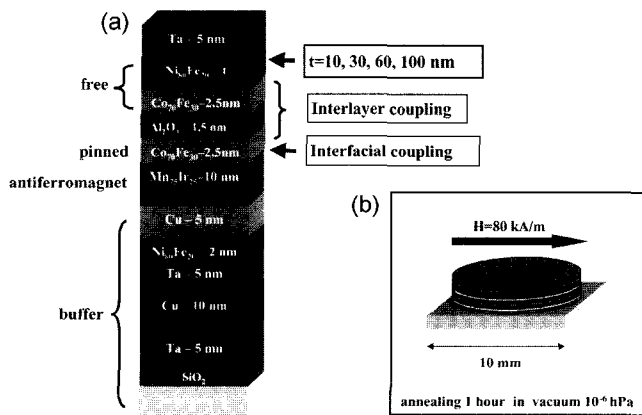 (a)
Ta – 5 nm
t=10, 30, 60, 100 nm
Ni₈₀Fe₂₀ – t
free
Co₇₀Fe₃₀–2.5nm
Interlayer coupling
Al₂O₃ – 1.5 nm
pinned
Co₇₀Fe₃₀–2.5nm
Interfacial coupling
antiferromagnet
Mn₇₅Ir₂₅–10 nm
Cu – 5 nm
Ni₈₀Fe₂₀ – 2 nm
Ta – 5 nm
buffer
Cu – 10 nm
Ta – 5 nm
SiO₂
(b)
H=80 kA/m
10 mm
annealing 1 hour in vacuum 10⁻⁶ hPa